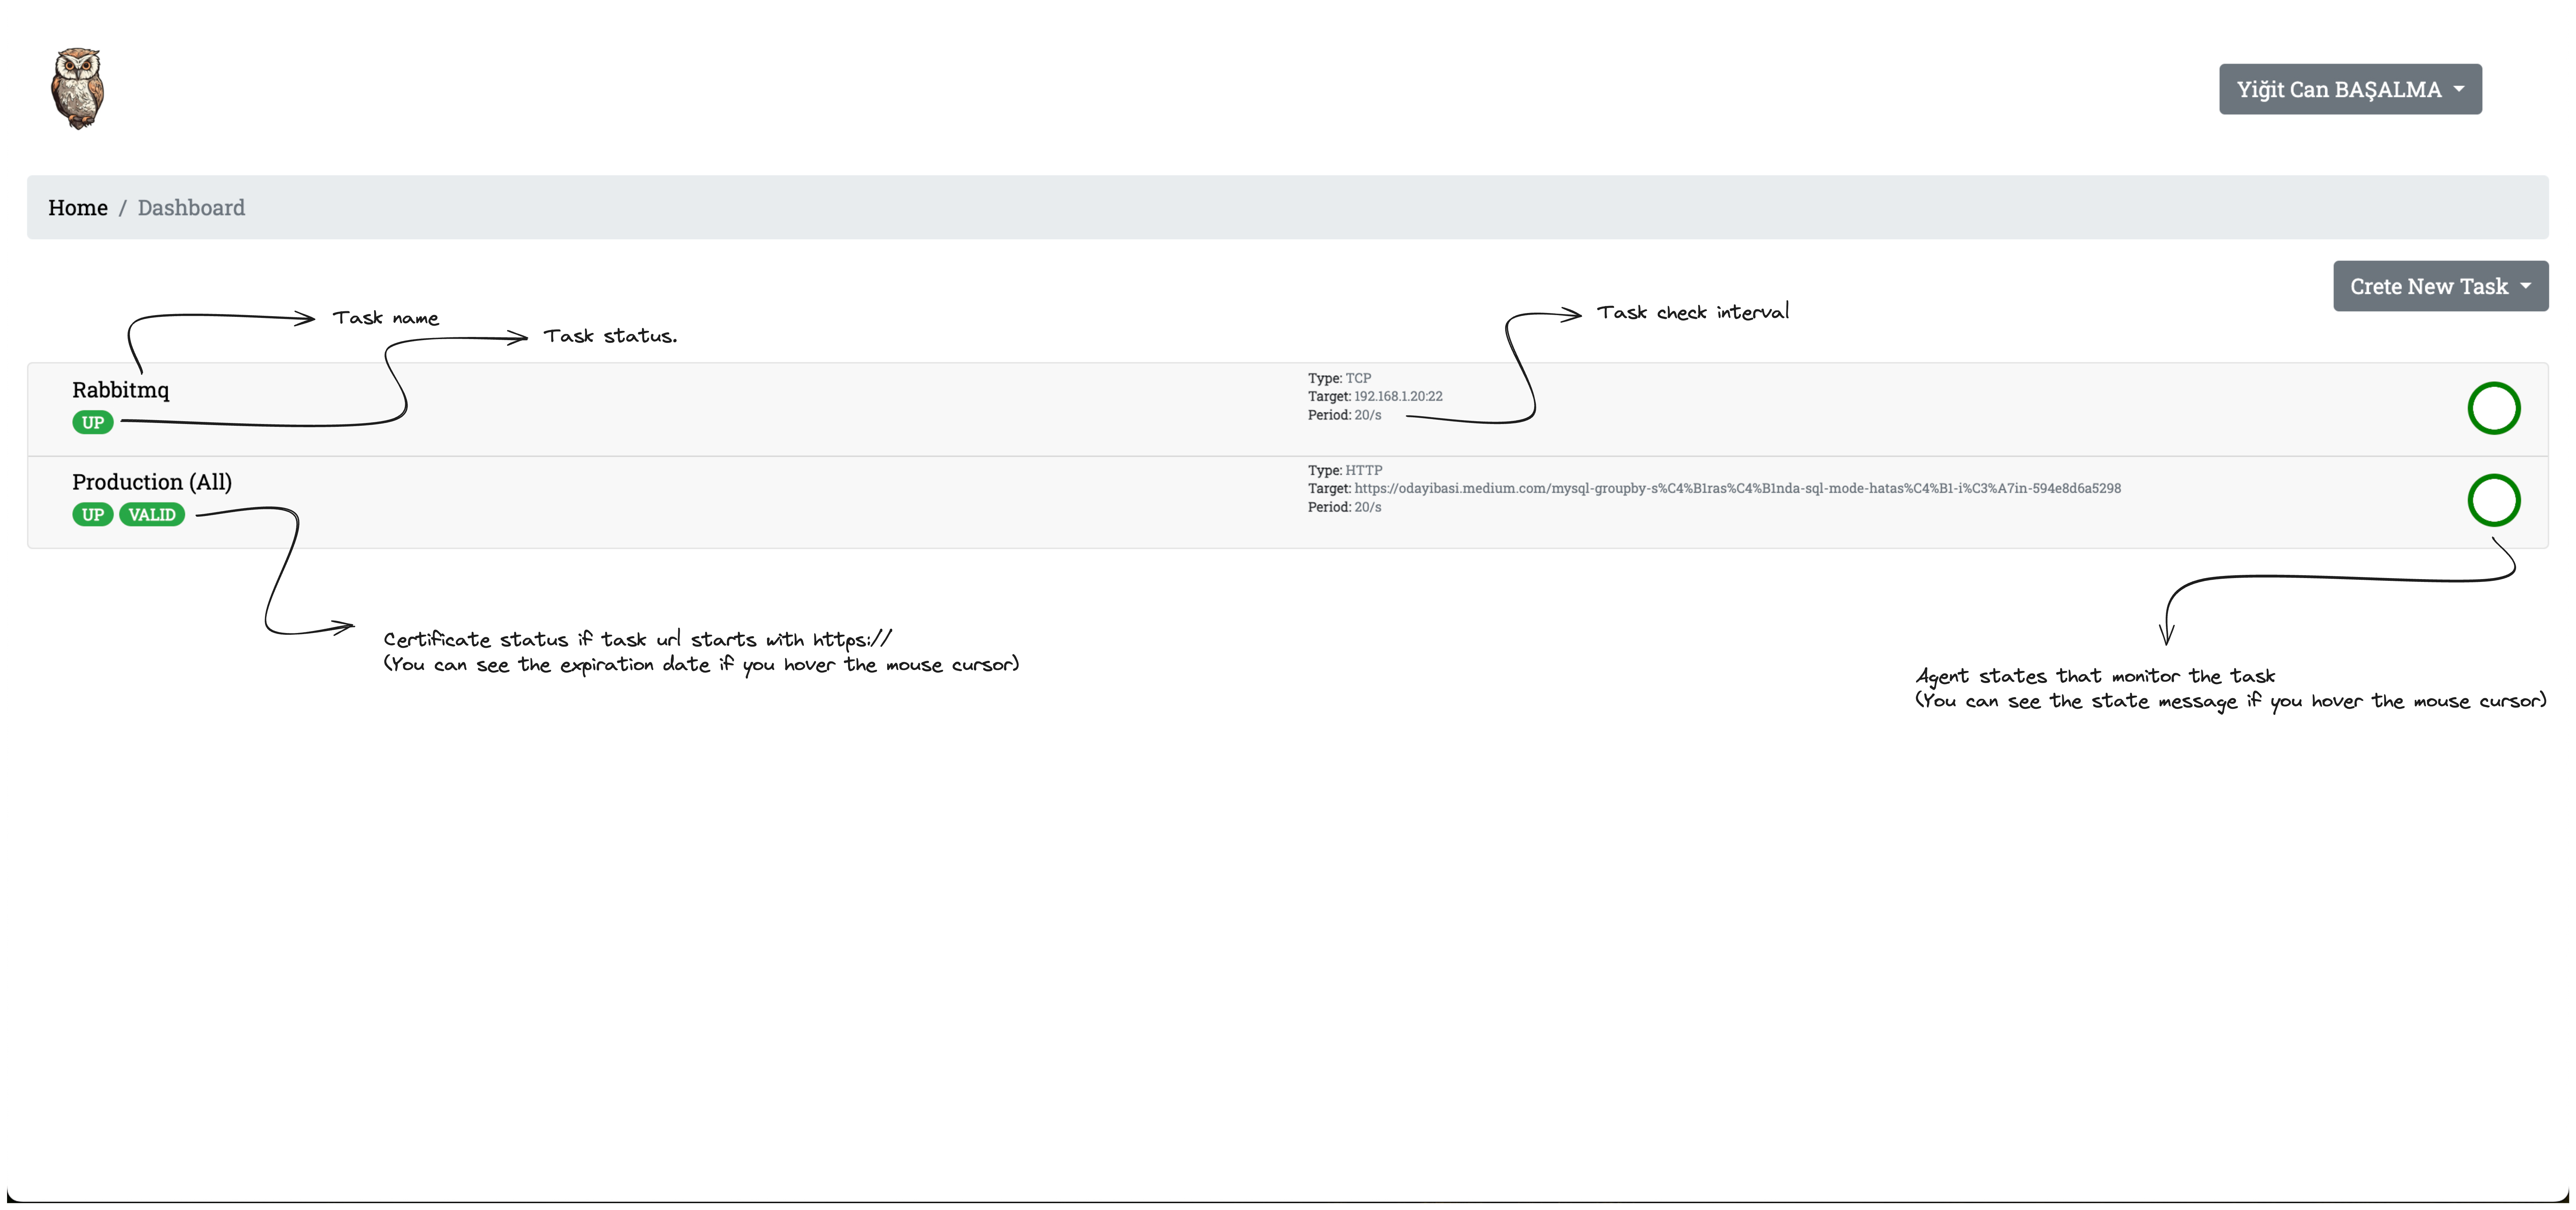 Yiğit Can BAŞALMA
Home / Dashboard
Crete New Task
Task name
Task status.
Task check interval
Rabbitmq
UP
Type: TCP
Target: 192.168.1.20:22
Period: 20/s
Production (All)
UP VALID
Type: HTTP
Target: https://odayibasi.medium.com/mysql-groupby-s%C4%B1ras%C4%B1nda-sql-mode-hatas%C4%B1-i%C3%A7in-594e8d6a5298
Period: 20/s
Certificate status if task url starts with https://
(You can see the expiration date if you hover the mouse cursor)
Agent states that monitor the task
(You can see the state message if you hover the mouse cursor)